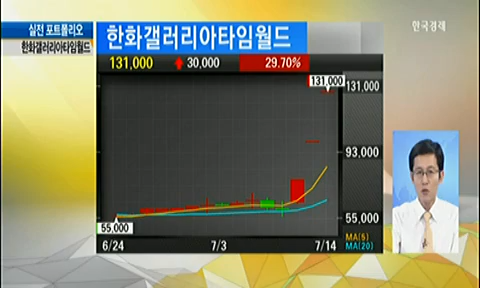 실전 포트폴리오
한화갤러리아타임월드
한국경제
한화갤러리아타임월드
131,000 30,000 29.70%
131,000
131,000
93,000
55,000
55,000
6/24 7/3 7/14
MA(5)
MA(20)